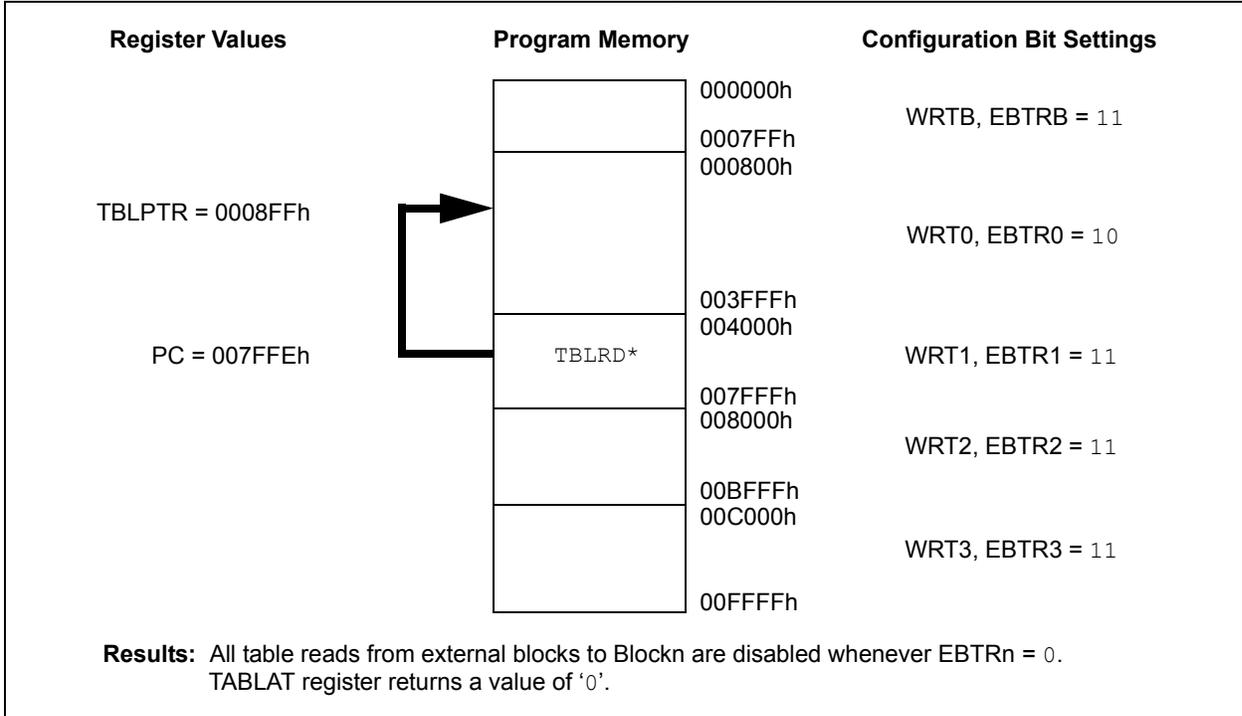 Register Values Program Memory Configuration Bit Settings
000000h
WRTB, EBTRB = 11
0007FFh
000800h
TBLPTR = 0008FFh
WRT0, EBTR0 = 10
003FFFh
004000h
PC = 007FFEh TBLRD* WRT1, EBTR1 = 11
007FFFh
008000h
WRT2, EBTR2 = 11
00BFFFh
00C000h
WRT3, EBTR3 = 11
00FFFFh
Results: All table reads from external blocks to Blockn are disabled whenever EBTRn = 0.
TABLAT register returns a value of ‘0’.